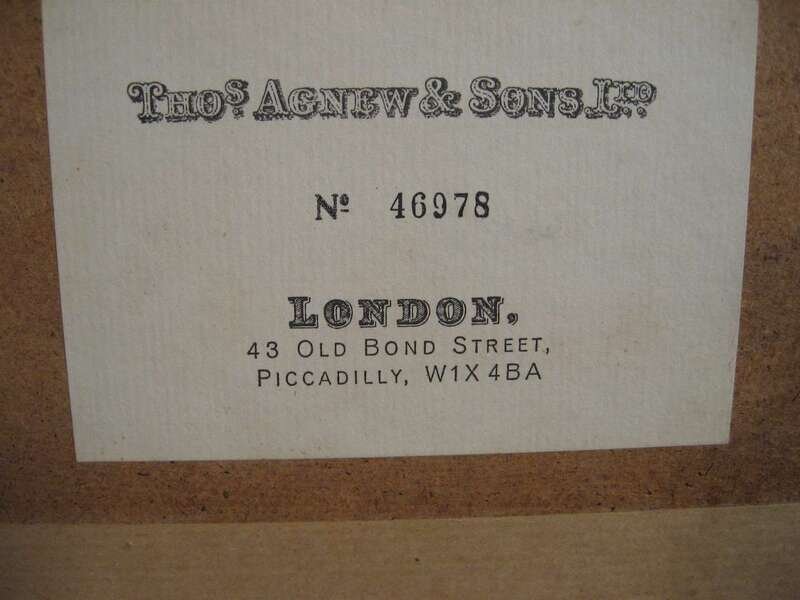 Thoˢ Agnew & Sons Lᵀᴰ.
Nº 46978
London,
43 Old Bond Street,
Piccadilly, W1X 4BA